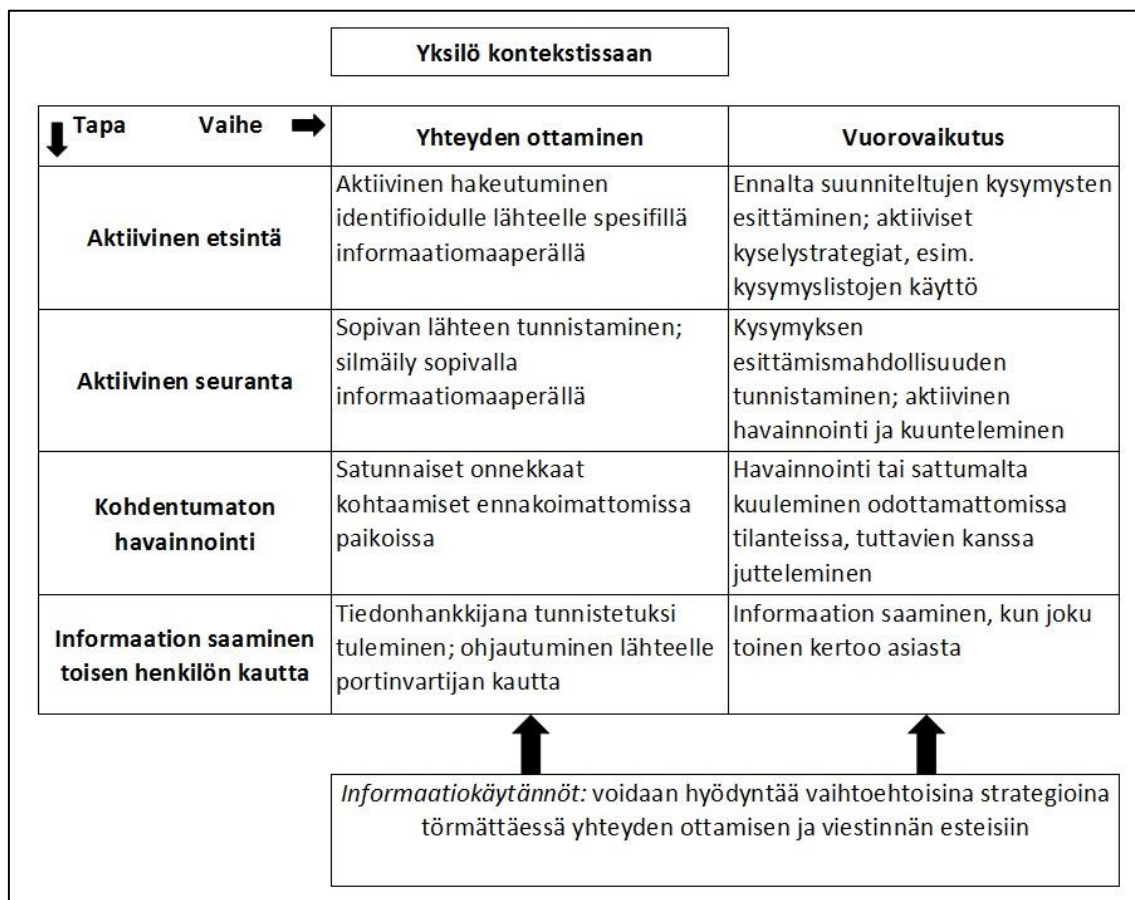 Yksilö kontekstissaan
Tapa Vaihe
Yhteyden ottaminen
Vuorovaikutus
Aktiivinen etsintä
Aktiivinen hakeutuminen
identifioidulle lähteelle spesifillä
informaatiomaaperällä
Ennalta suunniteltujen kysymysten
esittäminen; aktiiviset
kyselystrategiat, esim.
kysymyslistojen käyttö
Aktiivinen seuranta
Sopivan lähteen tunnistaminen;
silmäily sopivalla
informaatiomaaperällä
Kysymyksen
esittämismahdollisuuden
tunnistaminen; aktiivinen
havainnointi ja kuunteleminen
Kohdentumaton
havainnointi
Satunnaiset onnekkaat
kohtaamiset ennakoimattomissa
paikoissa
Havainnointi tai sattumalta
kuuleminen odottamattomissa
tilanteissa, tuttavien kanssa
jutteleminen
Informaation saaminen
toisen henkilön kautta
Tiedonhankkijana tunnistetuksi
tuleminen; ohjautuminen lähteelle
portinvartijan kautta
Informaation saaminen, kun joku
toinen kertoo asiasta
Informaatiokäytännöt: voidaan hyödyntää vaihtoehtoisina strategioina
törmättäessä yhteyden ottamisen ja viestinnän esteisiin